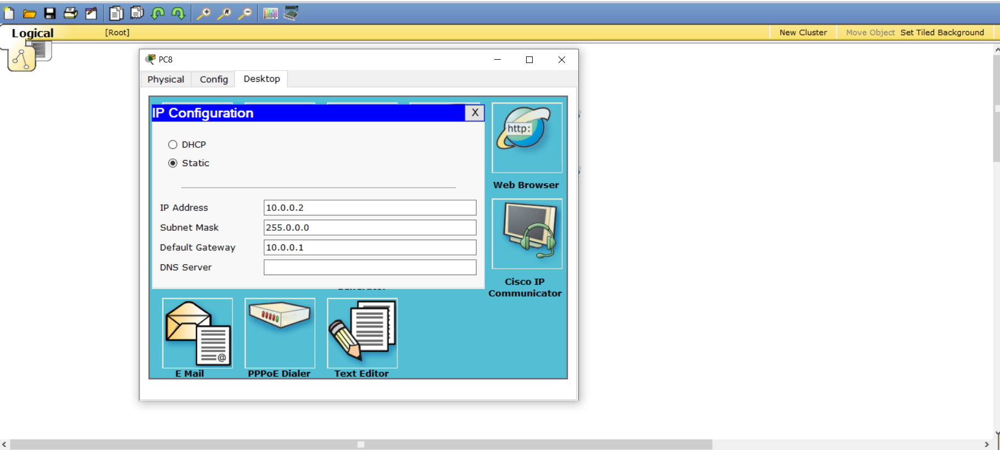 Logical
[Root]
New Cluster
Move Object
Set Tiled Background
PC8
Physical
Config
Desktop
IP Configuration
X
DHCP
Static
IP Address
10.0.0.2
Subnet Mask
255.0.0.0
Default Gateway
10.0.0.1
DNS Server
http:
Web Browser
Cisco IP
Communicator
E Mail
PPPoE Dialer
Text Editor